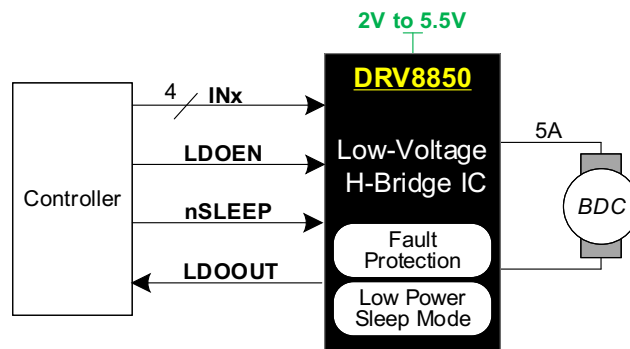 2V to 5.5V
DRV8850
4
INx
5A
LDOEN
Low-Voltage
H-Bridge IC
Controller
nSLEEP
BDC
Fault
Protection
LDOOUT
Low Power
Sleep Mode